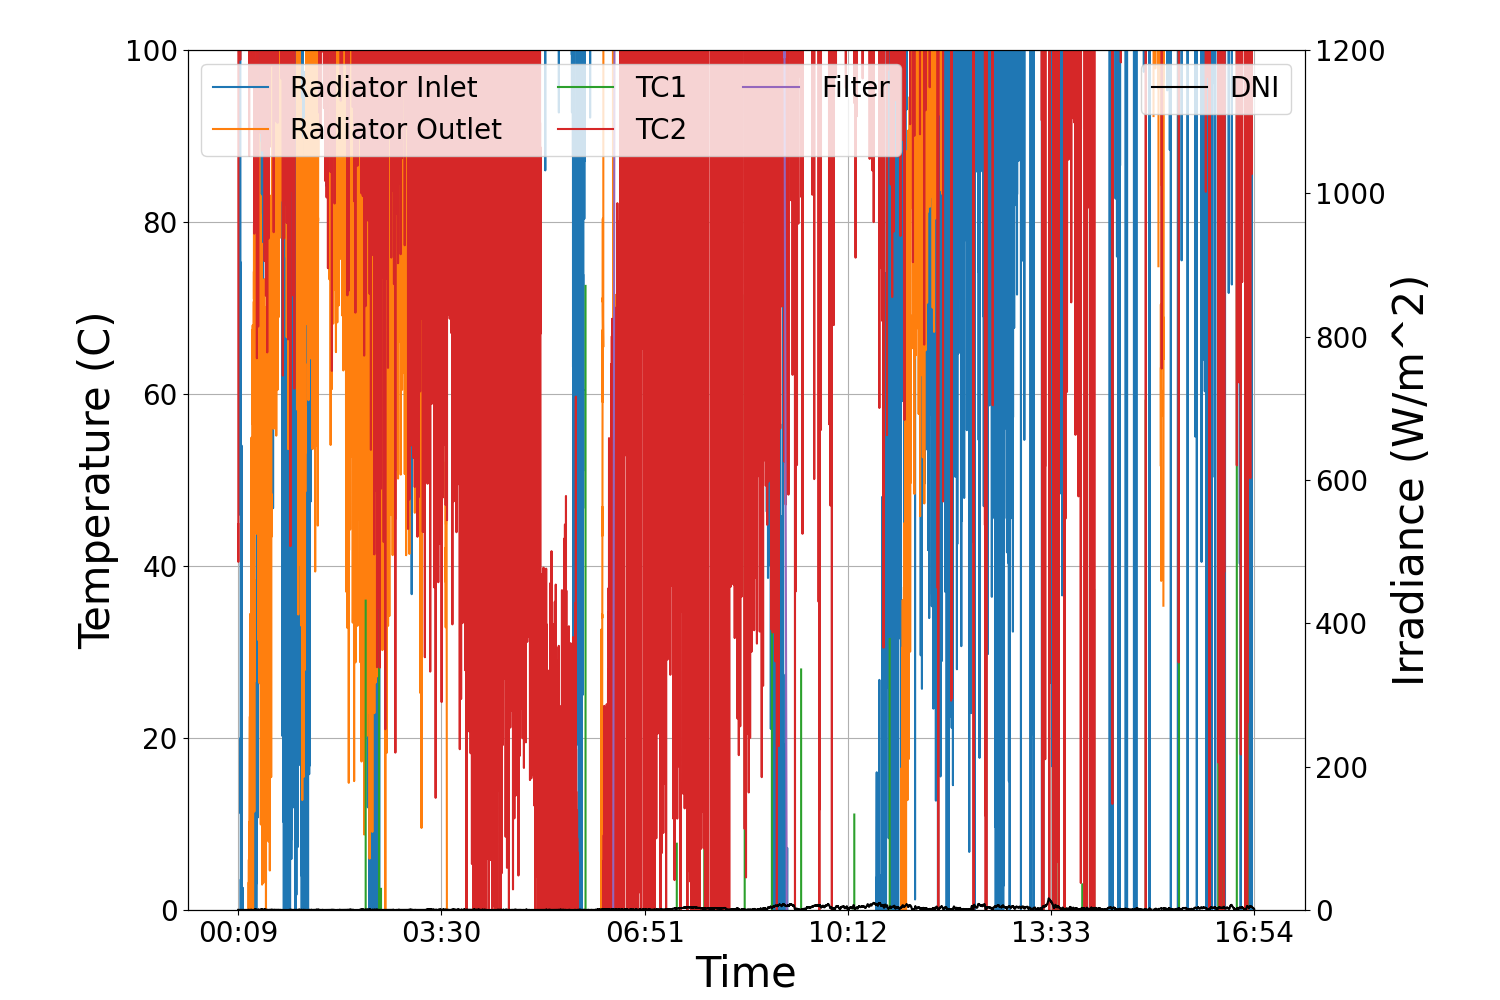 100
80
60
40
20
0
Temperature (C)
Radiator Inlet
Radiator Outlet
TC1
TC2
Filter
DNI
1200
1000
800
600
400
200
0
Irradiance (W/m^2)
00:09
03:30
06:51
10:12
13:33
16:54
Time